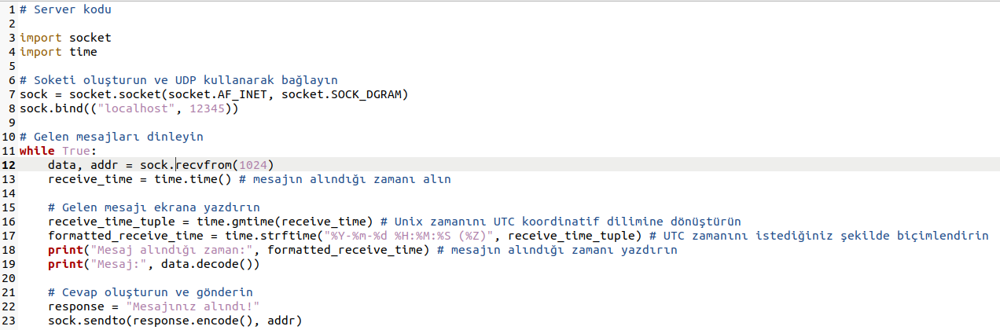 1 # Server kodu
2
3 import socket
4 import time
5
6 # Soketi oluşturun ve UDP kullanarak bağlayın
7 sock = socket.socket(socket.AF_INET, socket.SOCK_DGRAM)
8 sock.bind(("localhost", 12345))
9
10 # Gelen mesajları dinleyin
11 while True:
12     data, addr = sock.recvfrom(1024)
13     receive_time = time.time() # mesajın alındığı zamanı alın
14
15     # Gelen mesajı ekrana yazdırın
16     receive_time_tuple = time.gmtime(receive_time) # Unix zamanını UTC koordinatif dilimine dönüştürün
17     formatted_receive_time = time.strftime("%Y-%m-%d %H:%M:%S (%Z)", receive_time_tuple) # UTC zamanını istediğiniz şekilde biçimlendirin
18     print("Mesaj alındığı zaman:", formatted_receive_time) # mesajın alındığı zamanı yazdırın
19     print("Mesaj:", data.decode())
20
21     # Cevap oluşturun ve gönderin
22     response = "Mesajınız alındı!"
23     sock.sendto(response.encode(), addr)